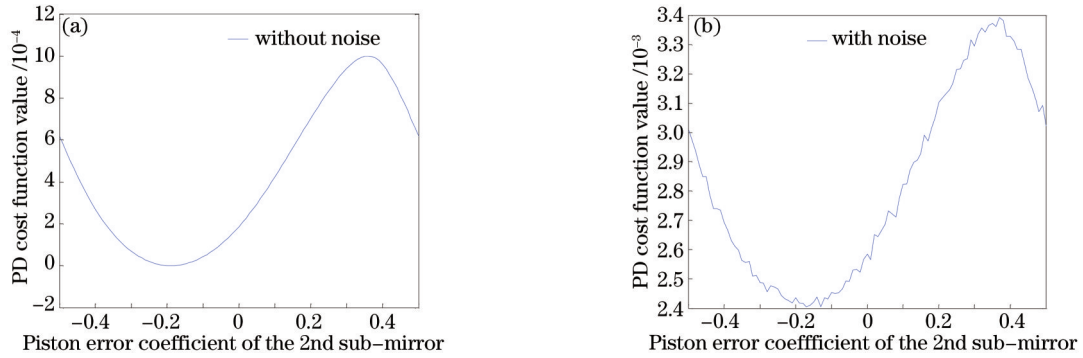 (a)
without noise
12
10
8
6
4
2
0
−2
PD cost function value /10⁻⁴
−0.4 −0.2 0 0.2 0.4
Piston error coefficient of the 2nd sub−mirror
(b)
with noise
3.4
3.3
3.2
3.1
3.0
2.9
2.8
2.7
2.6
2.5
2.4
PD cost function value /10⁻³
−0.4 −0.2 0 0.2 0.4
Piston error coeffficient of the 2nd sub−mirror